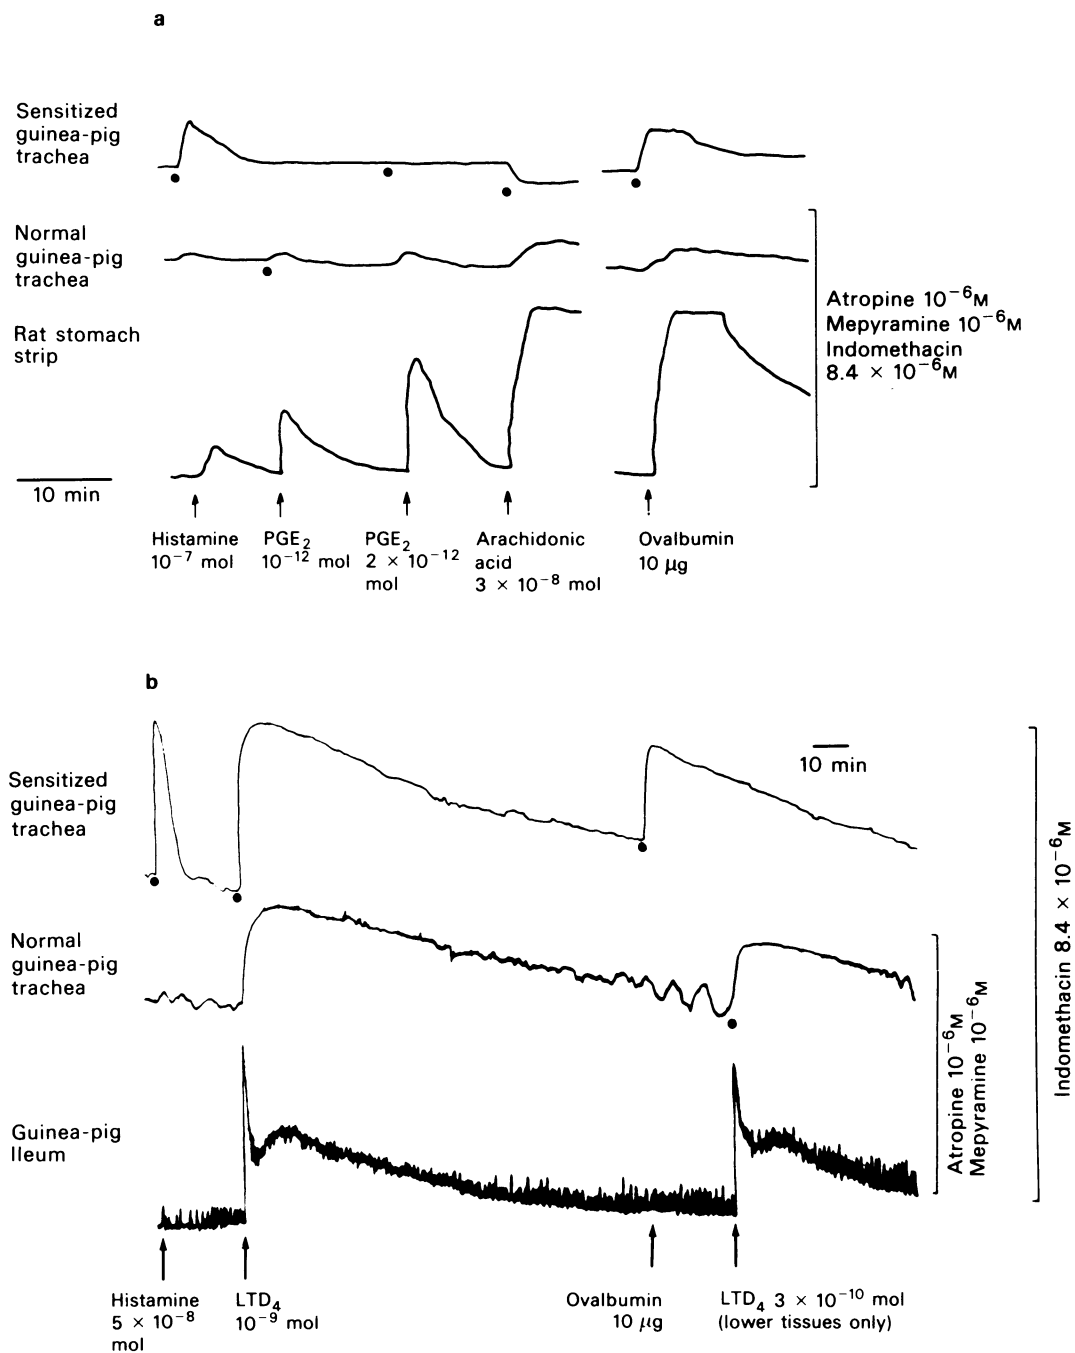 a
Sensitized
guinea-pig
trachea
Normal
guinea-pig
trachea
Rat stomach
strip
Atropine 10⁻⁶M
Mepyramine 10⁻⁶M
Indomethacin
8.4 × 10⁻⁶M
10 min
Histamine
10⁻⁷ mol
PGE₂
10⁻¹² mol
PGE₂
2 × 10⁻¹²
mol
Arachidonic
acid
3 × 10⁻⁸ mol
Ovalbumin
10 μg
b
Sensitized
guinea-pig
trachea
10 min
Normal
guinea-pig
trachea
Guinea-pig
Ileum
Atropine 10⁻⁶M
Mepyramine 10⁻⁶M
Indomethacin 8.4 × 10⁻⁶M
Histamine
5 × 10⁻⁸
mol
LTD₄
10⁻⁹ mol
Ovalbumin
10 μg
LTD₄ 3 × 10⁻¹⁰ mol
(lower tissues only)